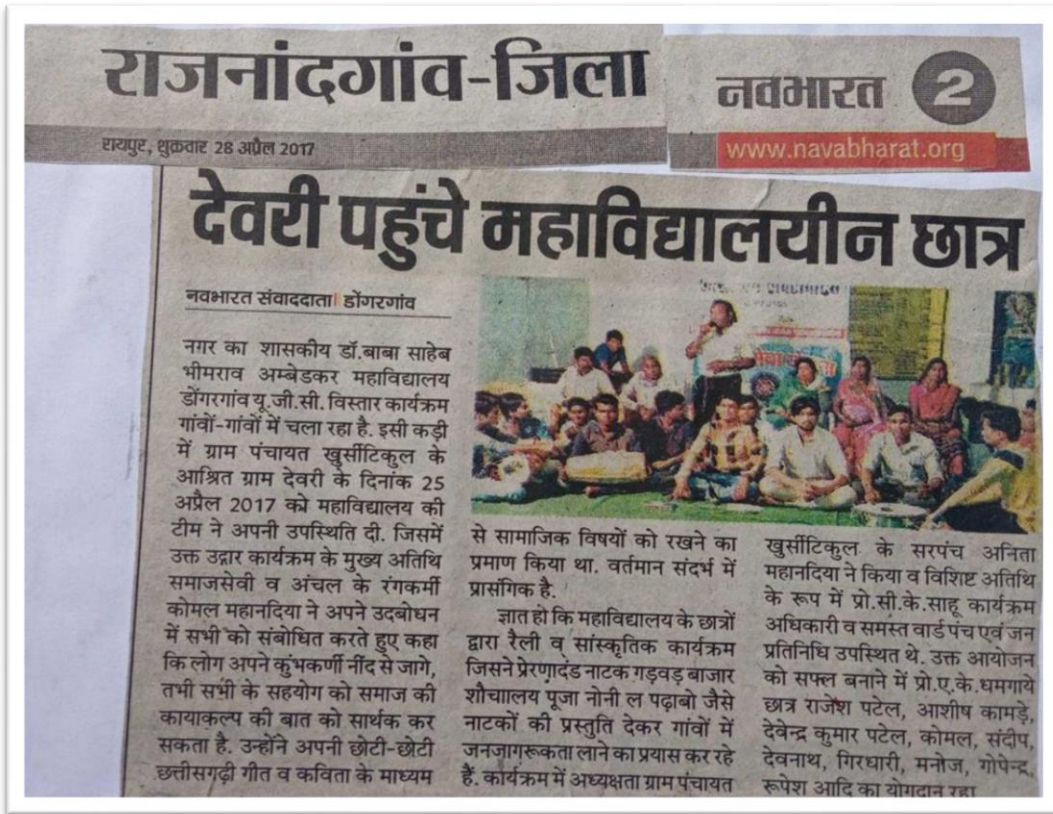 राजनांदगांव-जिला
नवभारत 2
रायपुर, शुक्रवार 28 अप्रैल 2017
www.navabharat.org
देवरी पहुंचे महाविद्यालयीन छात्र
नवभारत संवाददाता| डोंगरगांव
नगर का शासकीय डॉ.बाबा साहेब
भीमराव अम्बेडकर महाविद्यालय
डोंगरगांव यू.जी.सी. विस्तार कार्यक्रम
गांवों-गांवों में चला रहा है. इसी कड़ी
में ग्राम पंचायत खुर्सीटिकुल के
आश्रित ग्राम देवरी के दिनांक 25
अप्रैल 2017 को महाविद्यालय की
टीम ने अपनी उपस्थिति दी. जिसमें
उक्त उद्गार कार्यक्रम के मुख्य अतिथि
समाजसेवी व अंचल के रंगकर्मी
कोमल महानदिया ने अपने उदबोधन
में सभी को संबोधित करते हुए कहा
कि लोग अपने कुंभकर्णी नींद से जागे,
तभी सभी के सहयोग को समाज की
कायाकल्प की बात को सार्थक कर
सकता है. उन्होंने अपनी छोटी-छोटी
छत्तीसगढ़ी गीत व कविता के माध्यम
से सामाजिक विषयों को रखने का
प्रमाण किया था. वर्तमान संदर्भ में
प्रासंगिक है.
ज्ञात हो कि महाविद्यालय के छात्रों
द्वारा रैली व सांस्कृतिक कार्यक्रम
जिसने प्रेरणादंड नाटक गड़वड़ बाजार
शौचाालय पूजा नोनी ल पढ़ाबो जैसे
नाटकों की प्रस्तुति देकर गांवों में
जनजागरूकता लाने का प्रयास कर रहे
हैं. कार्यक्रम में अध्यक्षता ग्राम पंचायत
खुर्सीटिकुल के सरपंच अनिता
महानदिया ने किया व विशिष्ट अतिथि
के रूप में प्रो.सी.के.साहू कार्यक्रम
अधिकारी व समस्त वार्ड पंच एवं जन
प्रतिनिधि उपस्थित थे. उक्त आयोजन
को सफ्ल बनाने में प्रो.ए.के.धमगाये
छात्र राजेश पटेल, आशीष कामड़े,
देवेन्द्र कुमार पटेल, कोमल, संदीप,
देवनाथ, गिरधारी, मनोज, गोपेन्द्र,
रूपेश आदि का योगदान रहा